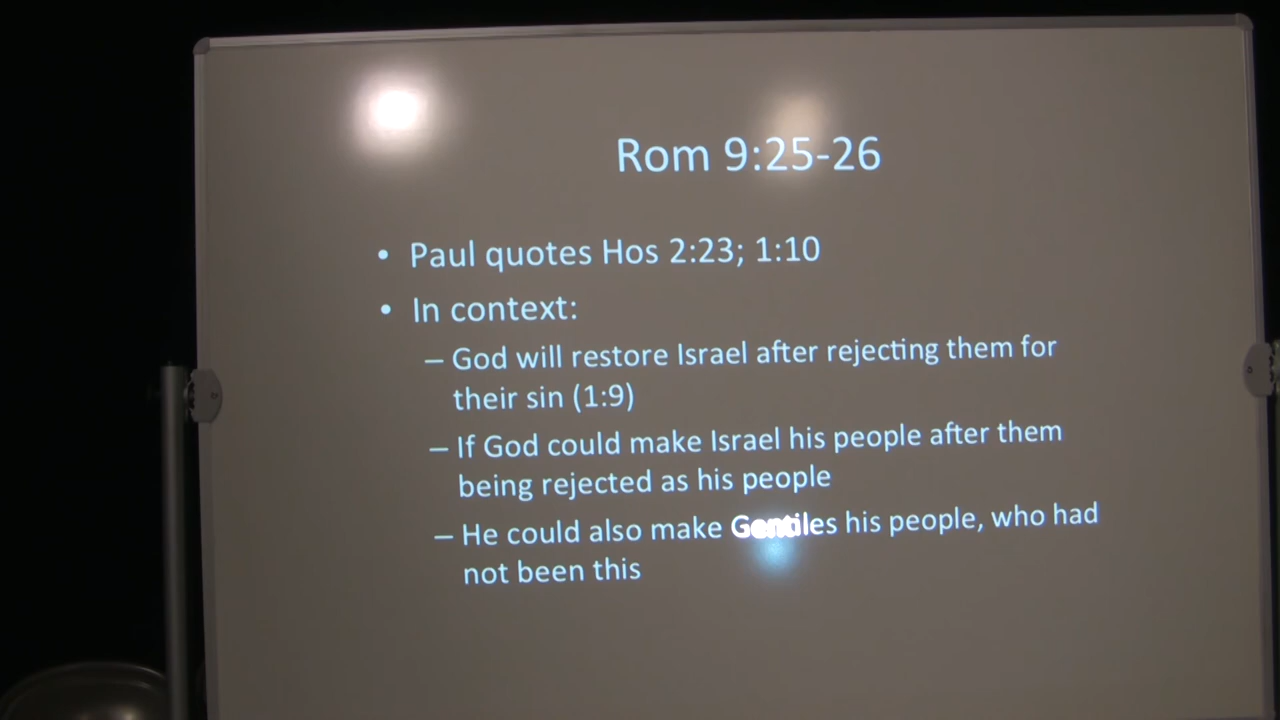 Rom 9:25-26
• Paul quotes Hos 2:23; 1:10
• In context:
– God will restore Israel after rejecting them for
their sin (1:9)
– If God could make Israel his people after them
being rejected as his people
– He could also make Gentiles his people, who had
not been this